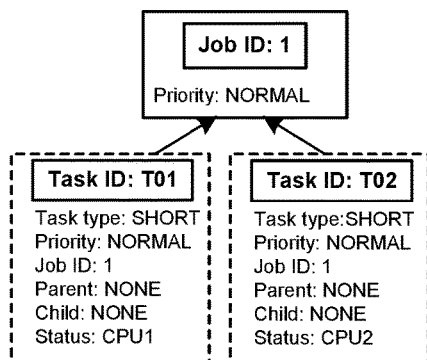 Job ID: 1
Priority: NORMAL
Task ID: T01
Task type: SHORT
Priority: NORMAL
Job ID: 1
Parent: NONE
Child: NONE
Status: CPU1
Task ID: T02
Task type:SHORT
Priority: NORMAL
Job ID: 1
Parent: NONE
Child: NONE
Status: CPU2